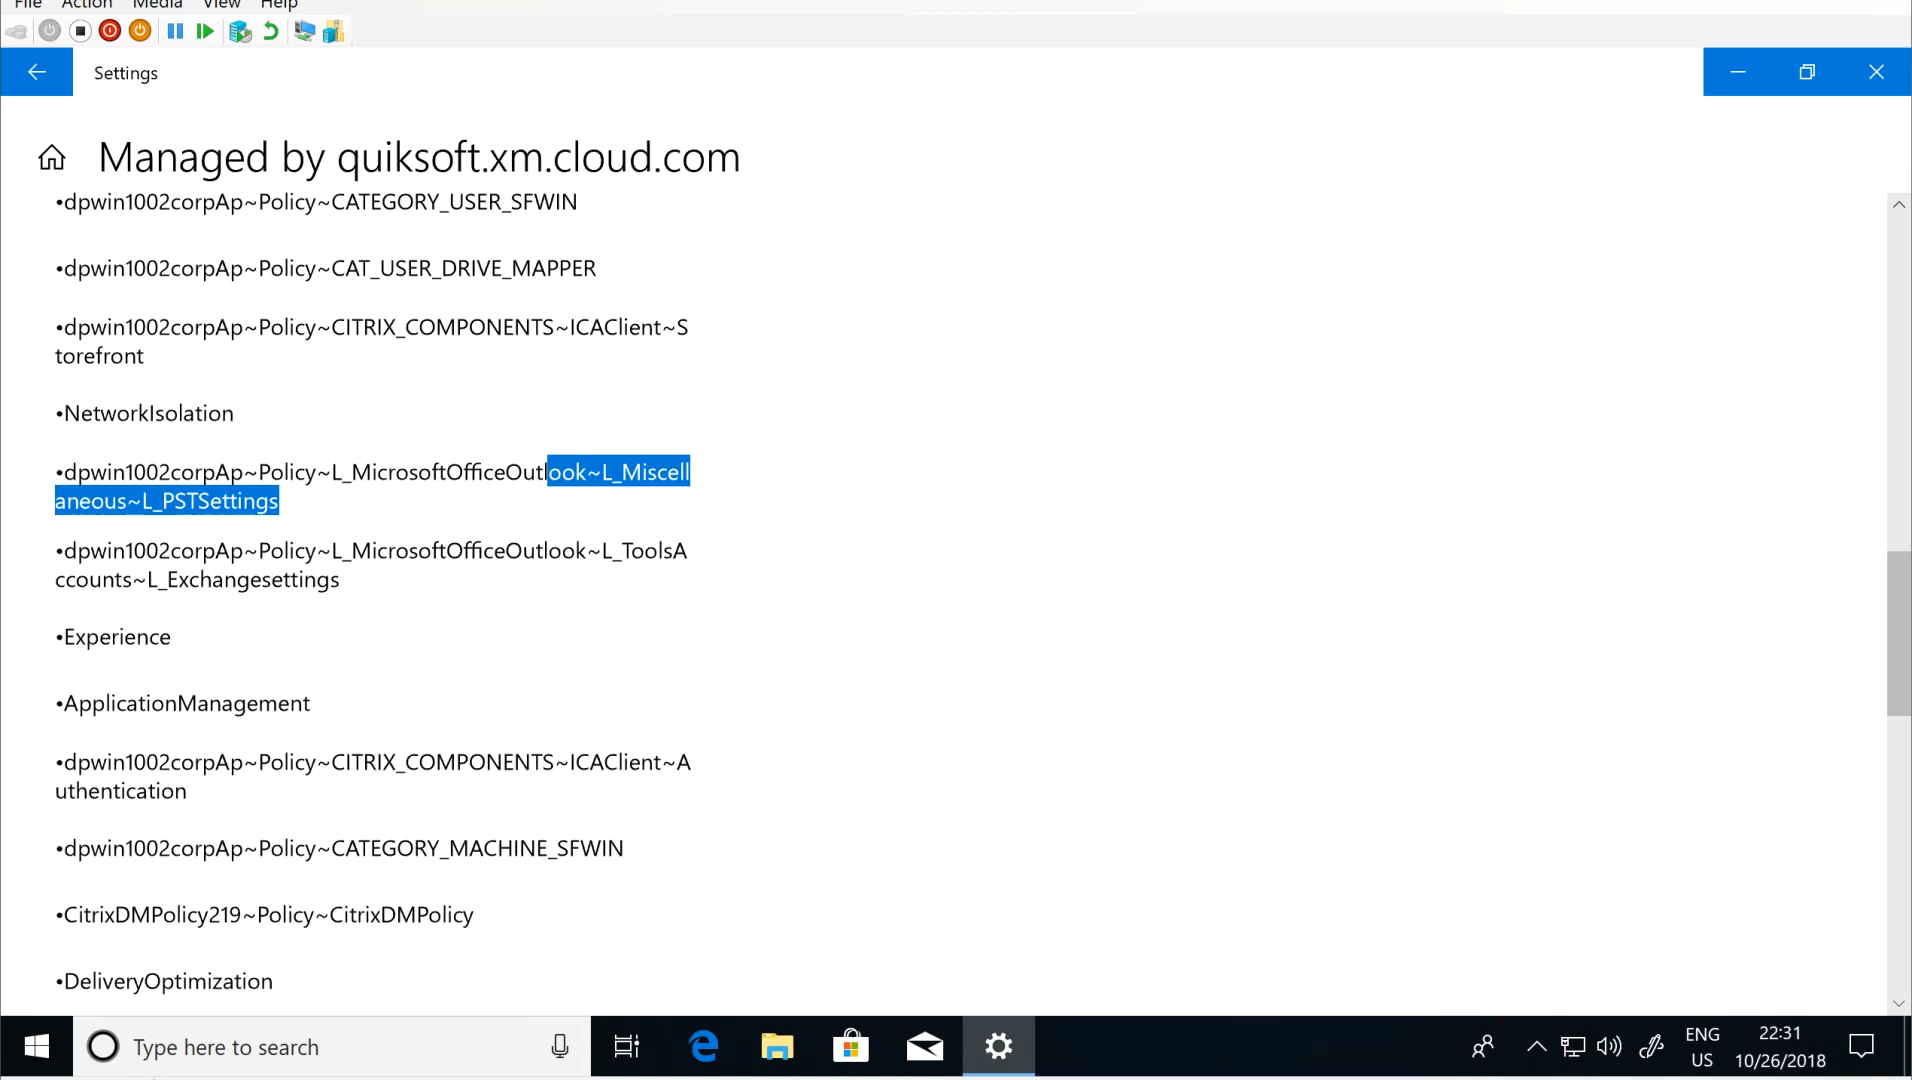 File Action Media View Help
Settings
Managed by quiksoft.xm.cloud.com
•dpwin1002corpAp~Policy~CATEGORY_USER_SFWIN
•dpwin1002corpAp~Policy~CAT_USER_DRIVE_MAPPER
•dpwin1002corpAp~Policy~CITRIX_COMPONENTS~ICAClient~S
torefront
•NetworkIsolation
•dpwin1002corpAp~Policy~L_MicrosoftOfficeOutlook~L_Miscell
aneous~L_PSTSettings
•dpwin1002corpAp~Policy~L_MicrosoftOfficeOutlook~L_ToolsA
ccounts~L_Exchangesettings
•Experience
•ApplicationManagement
•dpwin1002corpAp~Policy~CITRIX_COMPONENTS~ICAClient~A
uthentication
•dpwin1002corpAp~Policy~CATEGORY_MACHINE_SFWIN
•CitrixDMPolicy219~Policy~CitrixDMPolicy
•DeliveryOptimization
Type here to search
ENG
US
22:31
10/26/2018